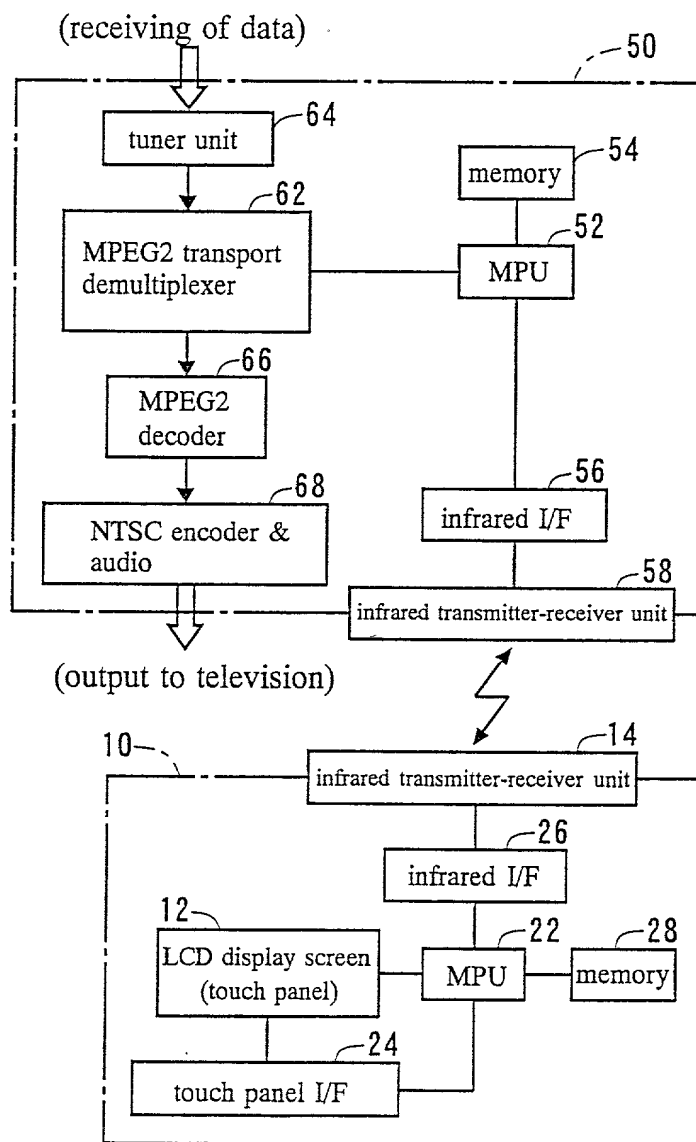 (receiving of data)
50
64
tuner unit
54
memory
62
52
MPEG2 transport
demultiplexer
MPU
66
MPEG2
decoder
56
68
infrared I/F
NTSC encoder &
audio
58
infrared transmitter-receiver unit
(output to television)
10
14
infrared transmitter-receiver unit
26
infrared I/F
12
22
28
LCD display screen
(touch panel)
MPU
memory
24
touch panel I/F